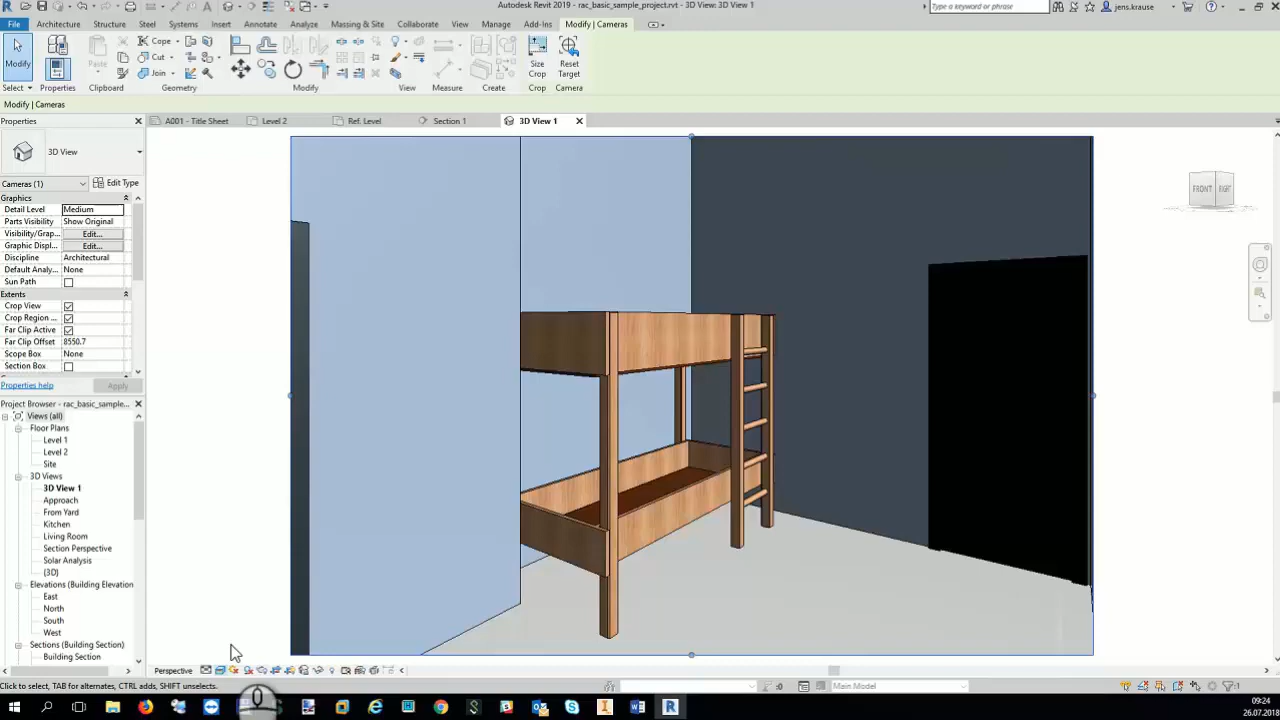 Autodesk Revit 2019 - rac_basic_sample_project.rvt - 3D View: 3D View 1
Type a keyword or phrase
jens.krause
File
Architecture
Structure
Steel
Systems
Insert
Annotate
Analyze
Massing & Site
Collaborate
View
Manage
Add-Ins
Modify | Cameras
Modify
Properties
Paste
Cope
Cut
Join
Size
Crop
Reset
Target
Select
Properties
Clipboard
Geometry
Modify
View
Measure
Create
Crop
Camera
Modify | Cameras
Properties
A001 - Title Sheet
Level 2
Ref. Level
Section 1
3D View 1
3D View
Cameras (1)
Edit Type
Graphics
Detail Level Medium
Parts Visibility Show Original
Visibility/Grap... Edit...
Graphic Displ... Edit...
Discipline Architectural
Default Analy... None
Sun Path
Extents
Crop View
Crop Region ...
Far Clip Active
Far Clip Offset 8550.7
Scope Box None
Section Box
Properties help
Apply
Project Browser - rac_basic_sample...
Views (all)
Floor Plans
Level 1
Level 2
Site
3D Views
3D View 1
Approach
From Yard
Kitchen
Living Room
Section Perspective
Solar Analysis
{3D}
Elevations (Building Elevation
East
North
South
West
Sections (Building Section)
Building Section
FRONT
RIGHT
Perspective
Click to select, TAB for alternates, CTRL adds, SHIFT unselects.
:0
Main Model
:1
09:24
26.07.2018